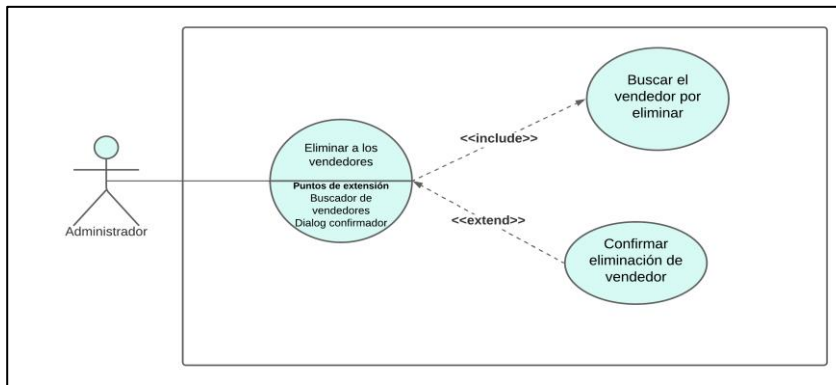 Buscar el
vendedor por
eliminar
<<include>>
Eliminar a los
vendedores
Puntos de extensión
Buscador de
vendedores
Dialog confirmador
<<extend>>
Administrador
Confirmar
eliminación de
vendedor